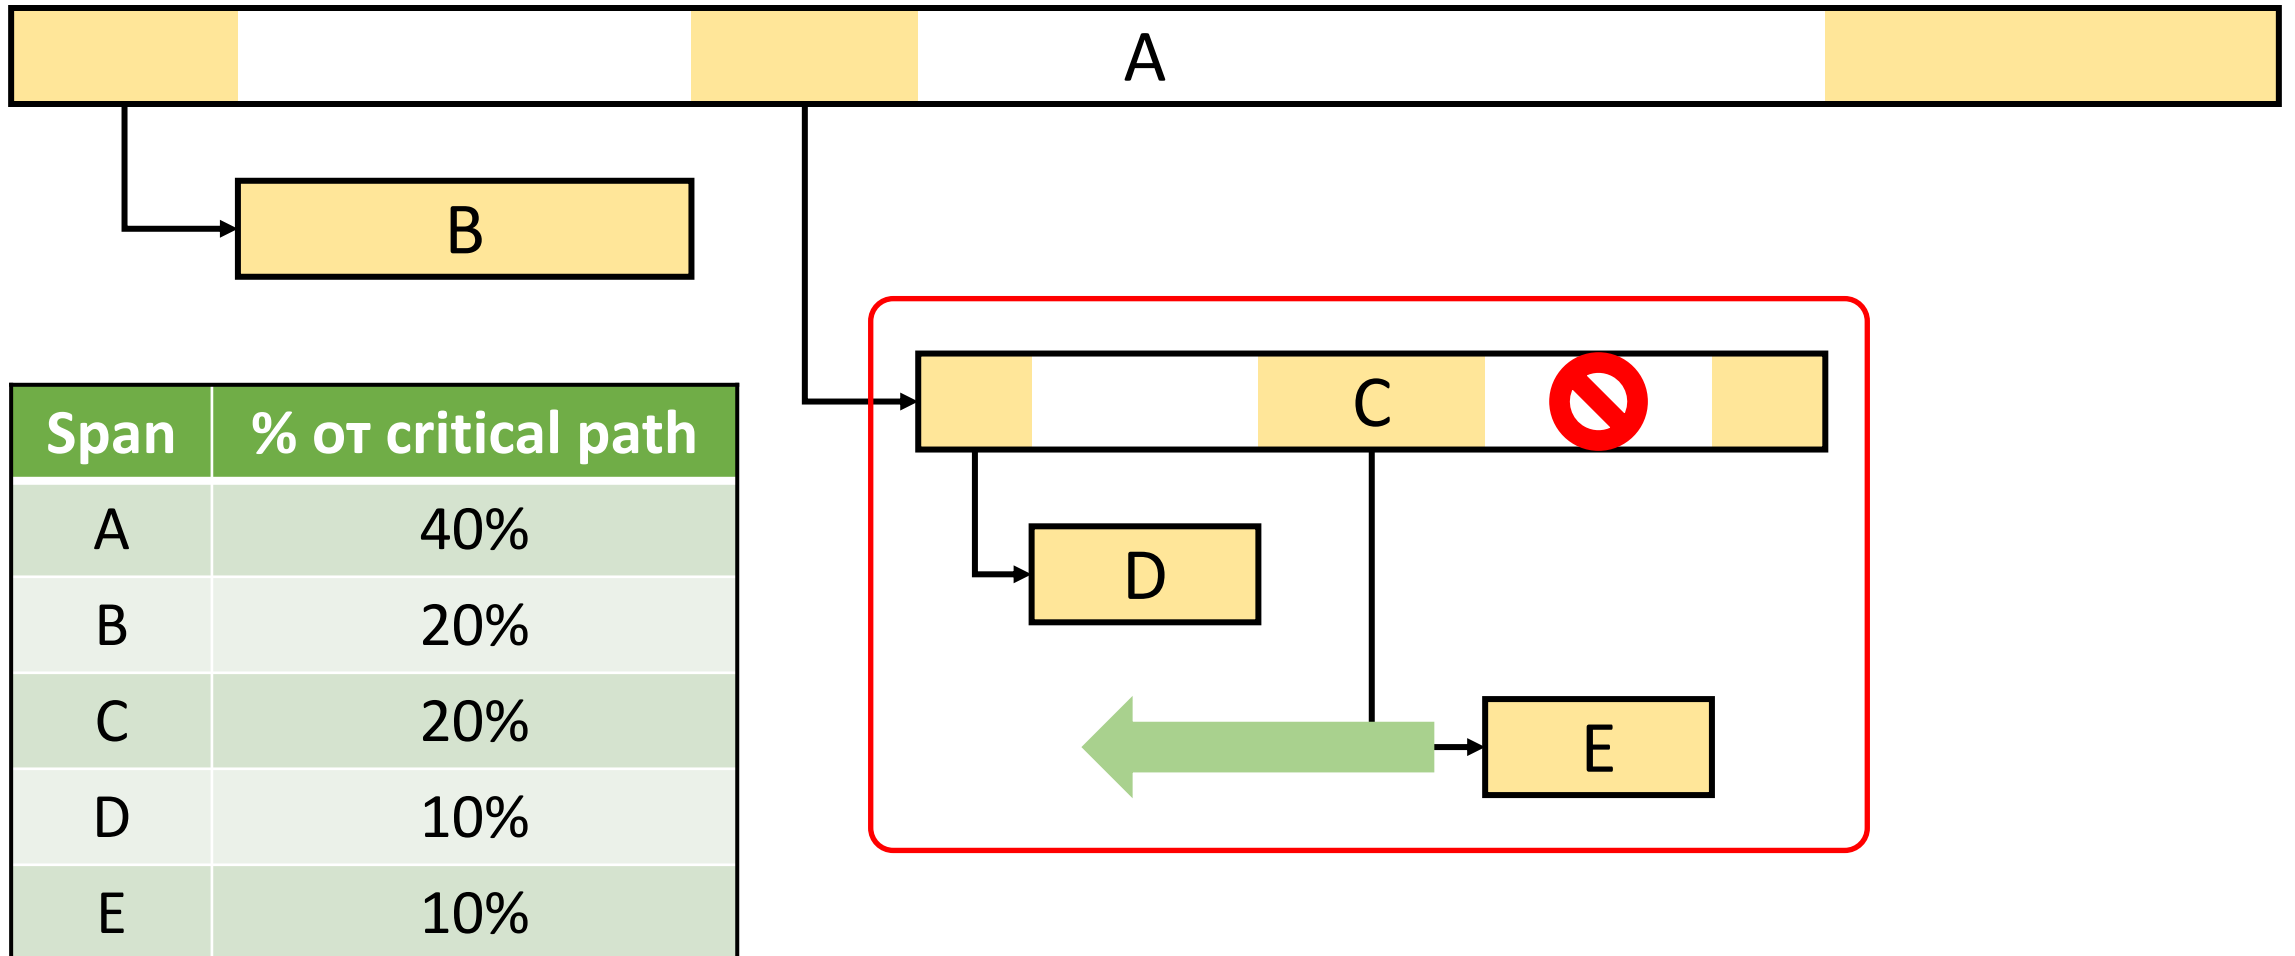 A
B
C
D
E
Span % от critical path
A 40%
B 20%
C 20%
D 10%
E 10%